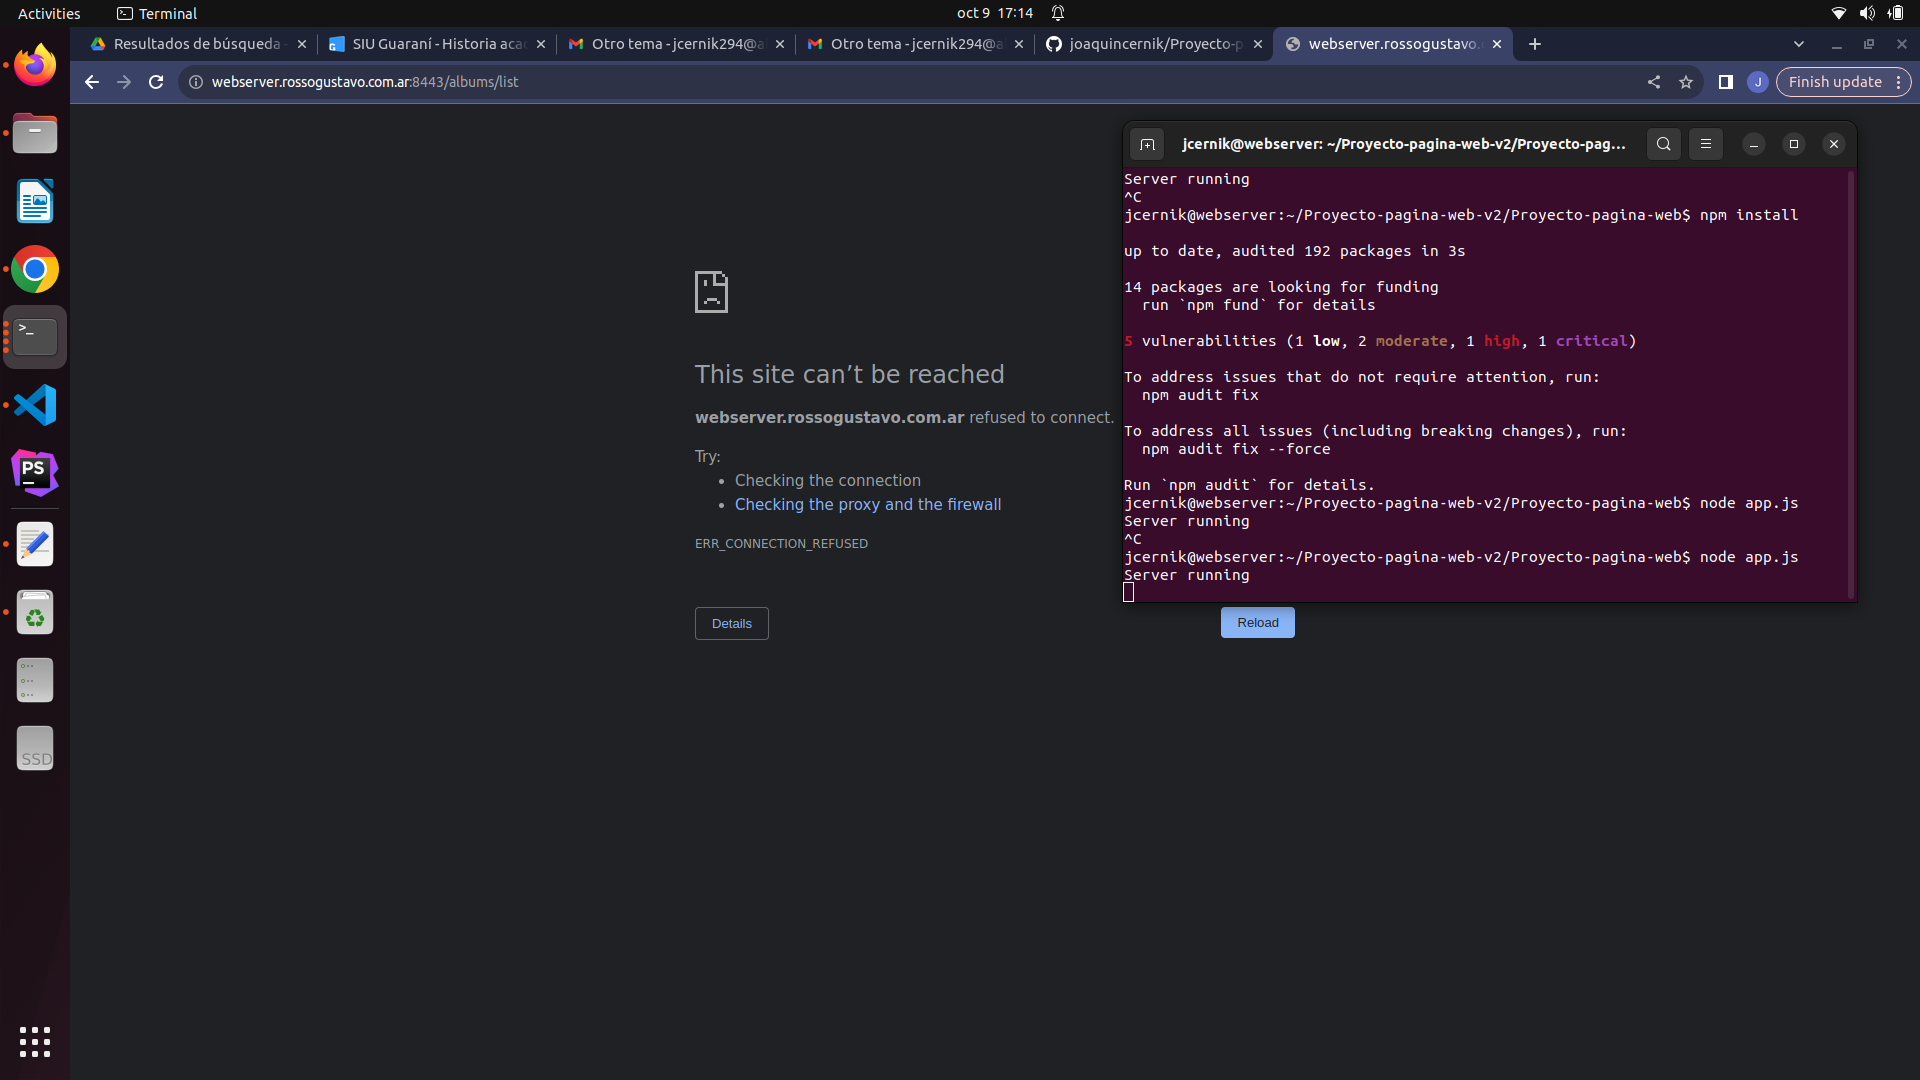 Activities
Terminal
oct 9 17:14
Resultados de búsqueda -
SIU Guaraní - Historia aca
Otro tema - jcernik294@a
Otro tema - jcernik294@a
joaquincernik/Proyecto-p
webserver.rossogustavo.
webserver.rossogustavo.com.ar:8443/albums/list
J
Finish update
jcernik@webserver: ~/Proyecto-pagina-web-v2/Proyecto-pag...
Server running
^C
jcernik@webserver:~/Proyecto-pagina-web-v2/Proyecto-pagina-web$ npm install
up to date, audited 192 packages in 3s
14 packages are looking for funding
run `npm fund` for details
5 vulnerabilities (1 low, 2 moderate, 1 high, 1 critical)
To address issues that do not require attention, run:
npm audit fix
To address all issues (including breaking changes), run:
npm audit fix --force
Run `npm audit` for details.
jcernik@webserver:~/Proyecto-pagina-web-v2/Proyecto-pagina-web$ node app.js
Server running
^C
jcernik@webserver:~/Proyecto-pagina-web-v2/Proyecto-pagina-web$ node app.js
Server running
This site can’t be reached
webserver.rossogustavo.com.ar refused to connect.
Try:
• Checking the connection
• Checking the proxy and the firewall
ERR_CONNECTION_REFUSED
Details
Reload
>_
PS
SSD